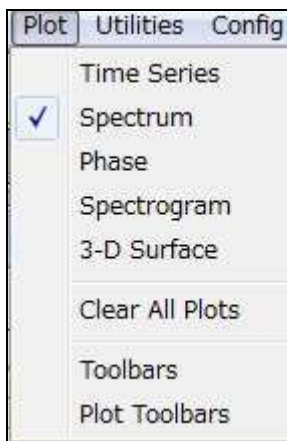 Plot Utilities Config
Time Series
Spectrum
Phase
Spectrogram
3-D Surface
Clear All Plots
Toolbars
Plot Toolbars